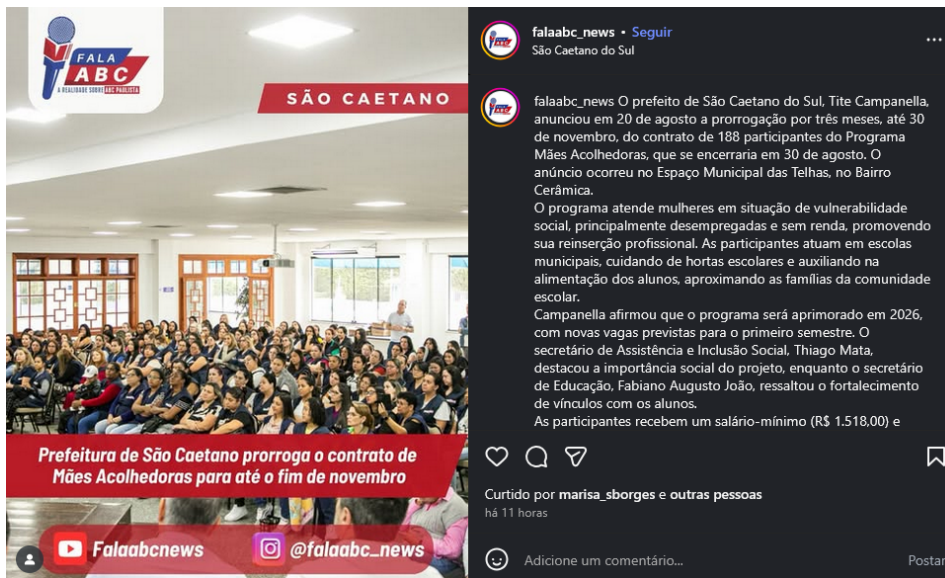 FALA
ABC
A REALIDADE SOBRE ABC PAULISTA
SÃO CAETANO
Prefeitura de São Caetano prorroga o contrato de
Mães Acolhedoras para até o fim de novembro
Falaabcnews
@falaabc_news
falaabc_news • Seguir
São Caetano do Sul
falaabc_news O prefeito de São Caetano do Sul, Tite Campanella,
anunciou em 20 de agosto a prorrogação por três meses, até 30
de novembro, do contrato de 188 participantes do Programa
Mães Acolhedoras, que se encerraria em 30 de agosto. O
anúncio ocorreu no Espaço Municipal das Telhas, no Bairro
Cerâmica.
O programa atende mulheres em situação de vulnerabilidade
social, principalmente desempregadas e sem renda, promovendo
sua reinserção profissional. As participantes atuam em escolas
municipais, cuidando de hortas escolares e auxiliando na
alimentação dos alunos, aproximando as famílias da comunidade
escolar.
Campanella afirmou que o programa será aprimorado em 2026,
com novas vagas previstas para o primeiro semestre. O
secretário de Assistência e Inclusão Social, Thiago Mata,
destacou a importância social do projeto, enquanto o secretário
de Educação, Fabiano Augusto João, ressaltou o fortalecimento
de vínculos com os alunos.
As participantes recebem um salário-mínimo (R$ 1.518,00) e
Curtido por marisa_sborges e outras pessoas
há 11 horas
Adicione um comentário...
Postar